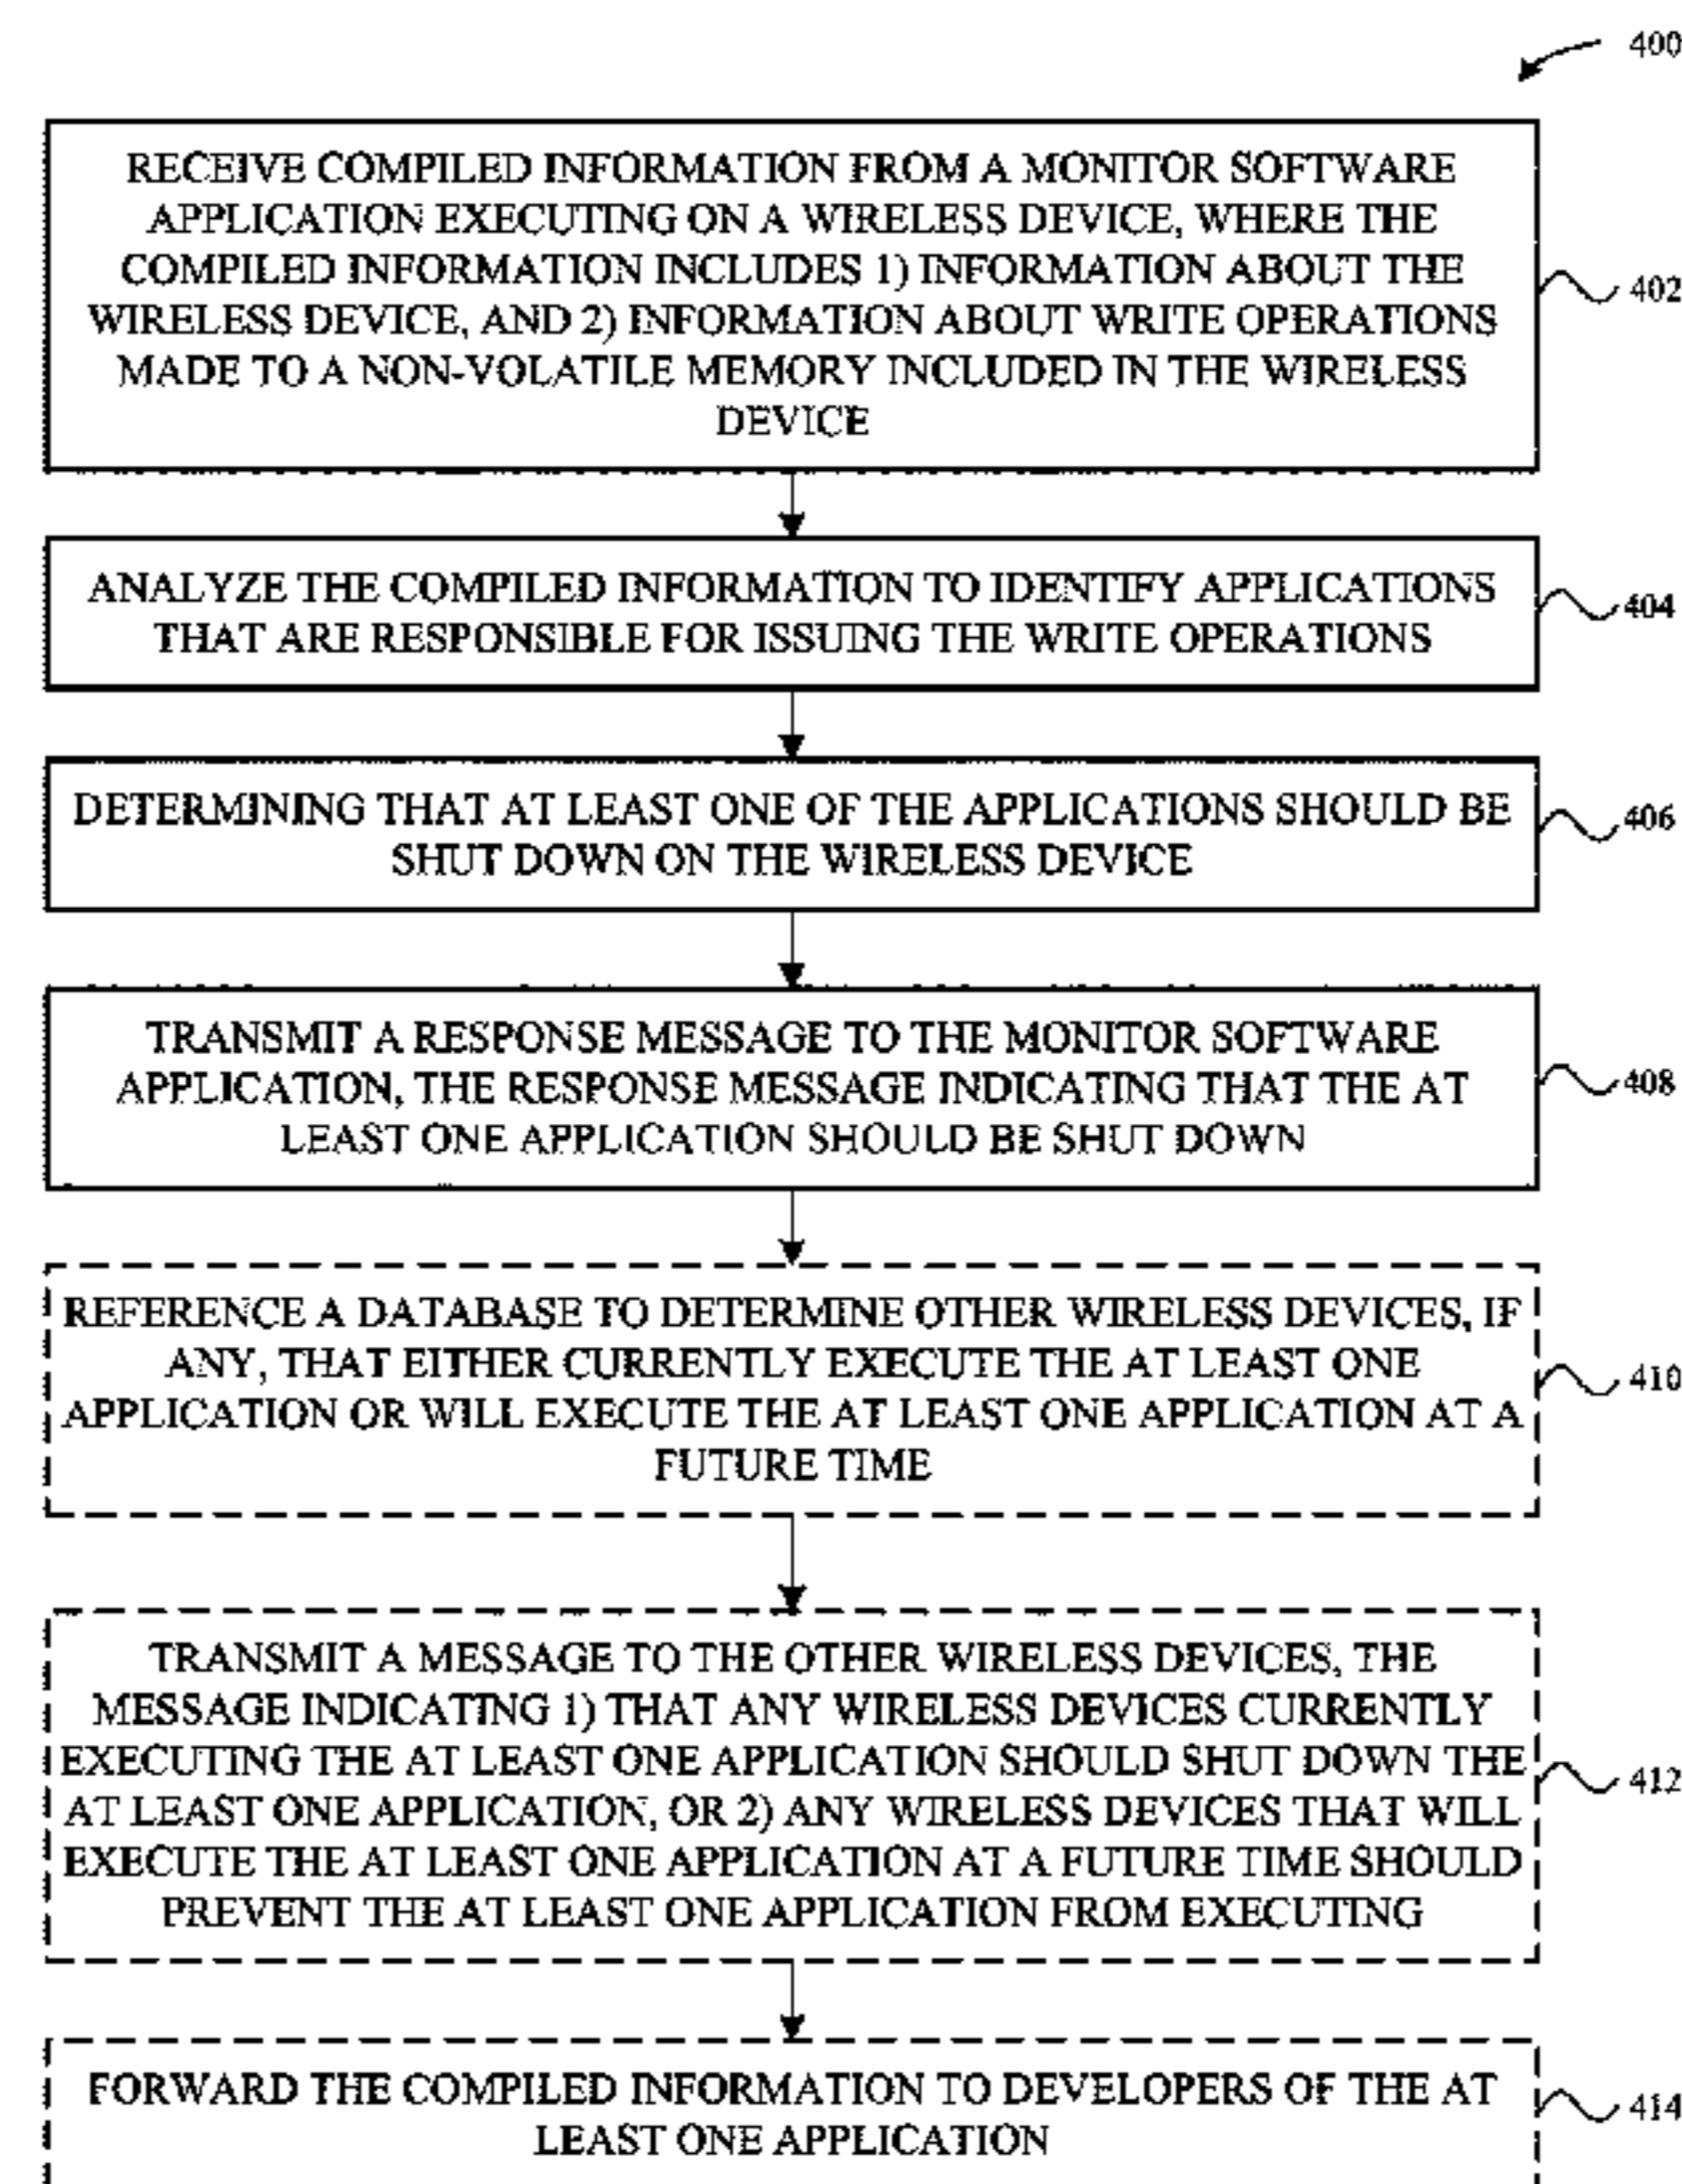 400
RECEIVE COMPILED INFORMATION FROM A MONITOR SOFTWARE
APPLICATION EXECUTING ON A WIRELESS DEVICE, WHERE THE
COMPILED INFORMATION INCLUDES 1) INFORMATION ABOUT THE
WIRELESS DEVICE, AND 2) INFORMATION ABOUT WRITE OPERATIONS
MADE TO A NON-VOLATILE MEMORY INCLUDED IN THE WIRELESS
DEVICE
402
ANALYZE THE COMPILED INFORMATION TO IDENTIFY APPLICATIONS
THAT ARE RESPONSIBLE FOR ISSUING THE WRITE OPERATIONS
404
DETERMINING THAT AT LEAST ONE OF THE APPLICATIONS SHOULD BE
SHUT DOWN ON THE WIRELESS DEVICE
406
TRANSMIT A RESPONSE MESSAGE TO THE MONITOR SOFTWARE
APPLICATION, THE RESPONSE MESSAGE INDICATING THAT THE AT
LEAST ONE APPLICATION SHOULD BE SHUT DOWN
408
REFERENCE A DATABASE TO DETERMINE OTHER WIRELESS DEVICES, IF
ANY, THAT EITHER CURRENTLY EXECUTE THE AT LEAST ONE
APPLICATION OR WILL EXECUTE THE AT LEAST ONE APPLICATION AT A
FUTURE TIME
410
TRANSMIT A MESSAGE TO THE OTHER WIRELESS DEVICES, THE
MESSAGE INDICATING 1) THAT ANY WIRELESS DEVICES CURRENTLY
EXECUTING THE AT LEAST ONE APPLICATION SHOULD SHUT DOWN THE
AT LEAST ONE APPLICATION, OR 2) ANY WIRELESS DEVICES THAT WILL
EXECUTE THE AT LEAST ONE APPLICATION AT A FUTURE TIME SHOULD
PREVENT THE AT LEAST ONE APPLICATION FROM EXECUTING
412
FORWARD THE COMPILED INFORMATION TO DEVELOPERS OF THE AT
LEAST ONE APPLICATION
414